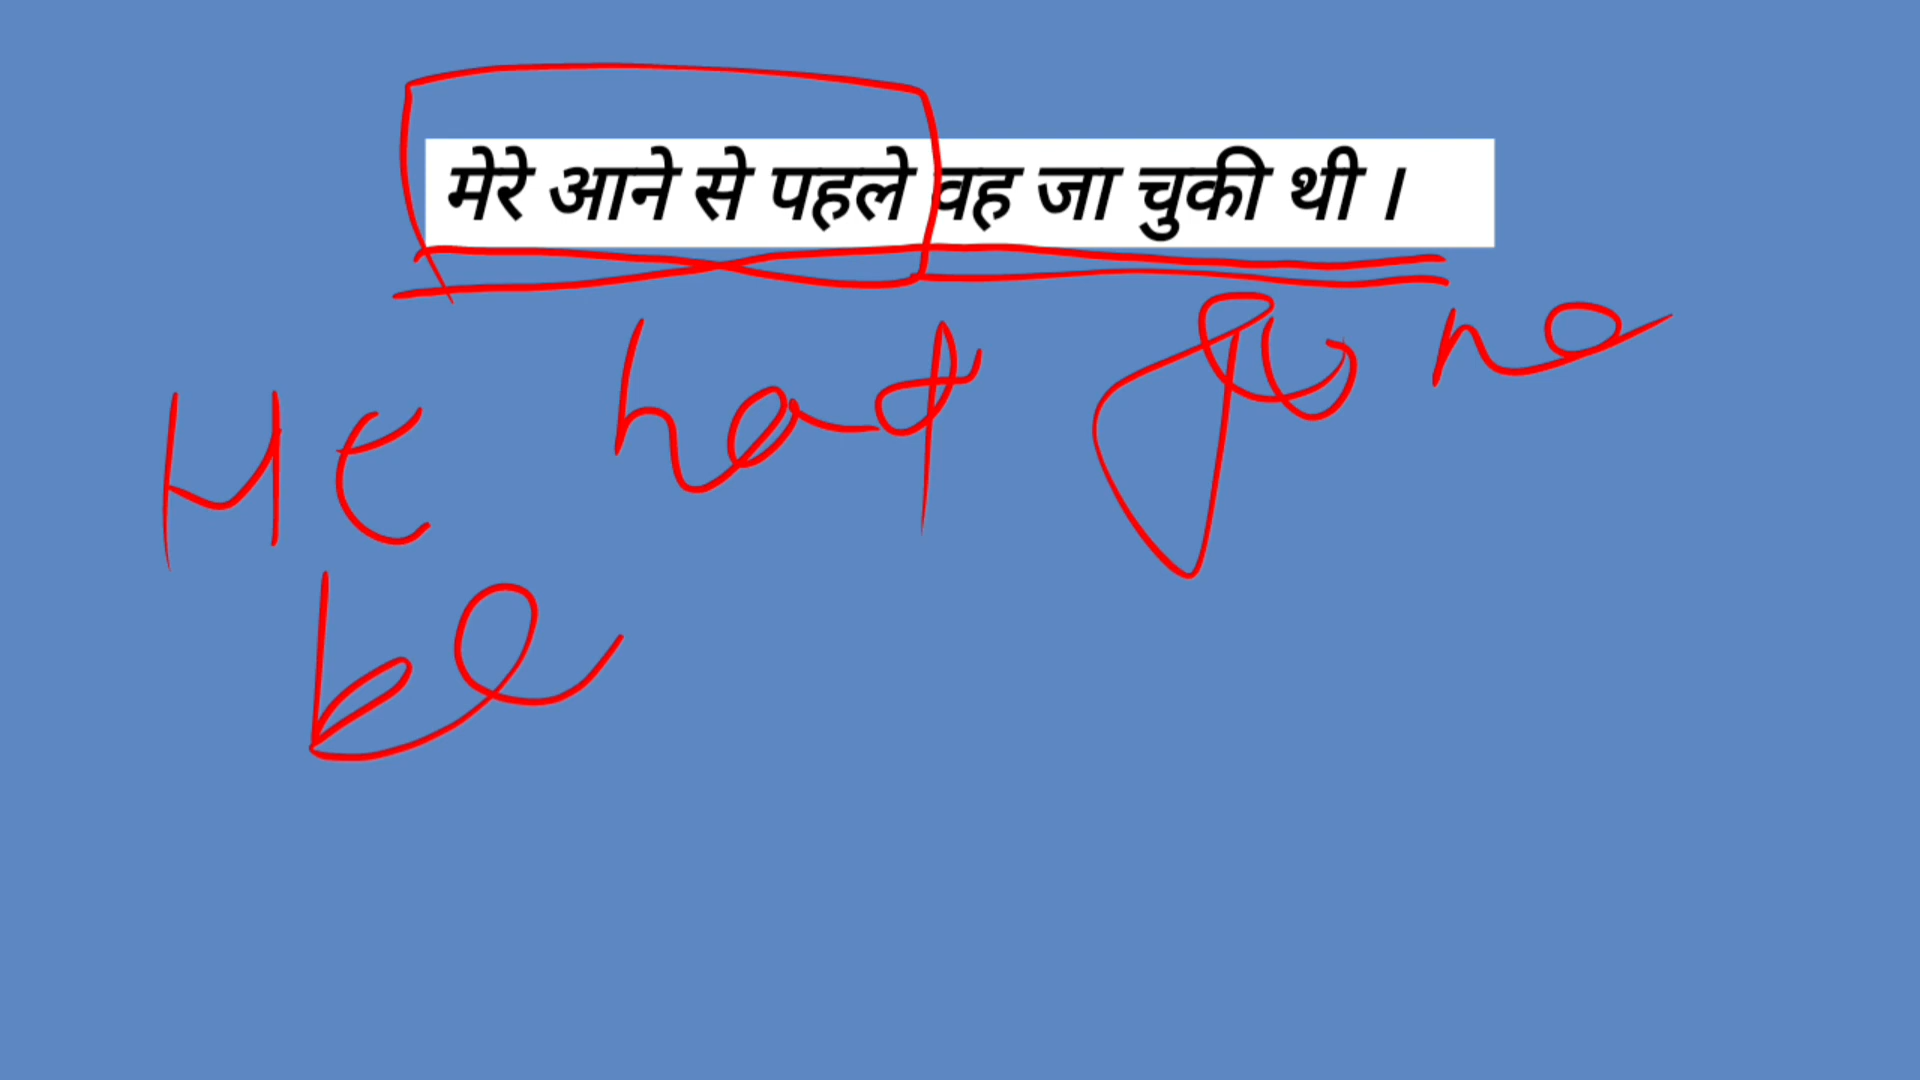 मेरे आने से पहले वह जा चुकी थी ।
He had gone
be